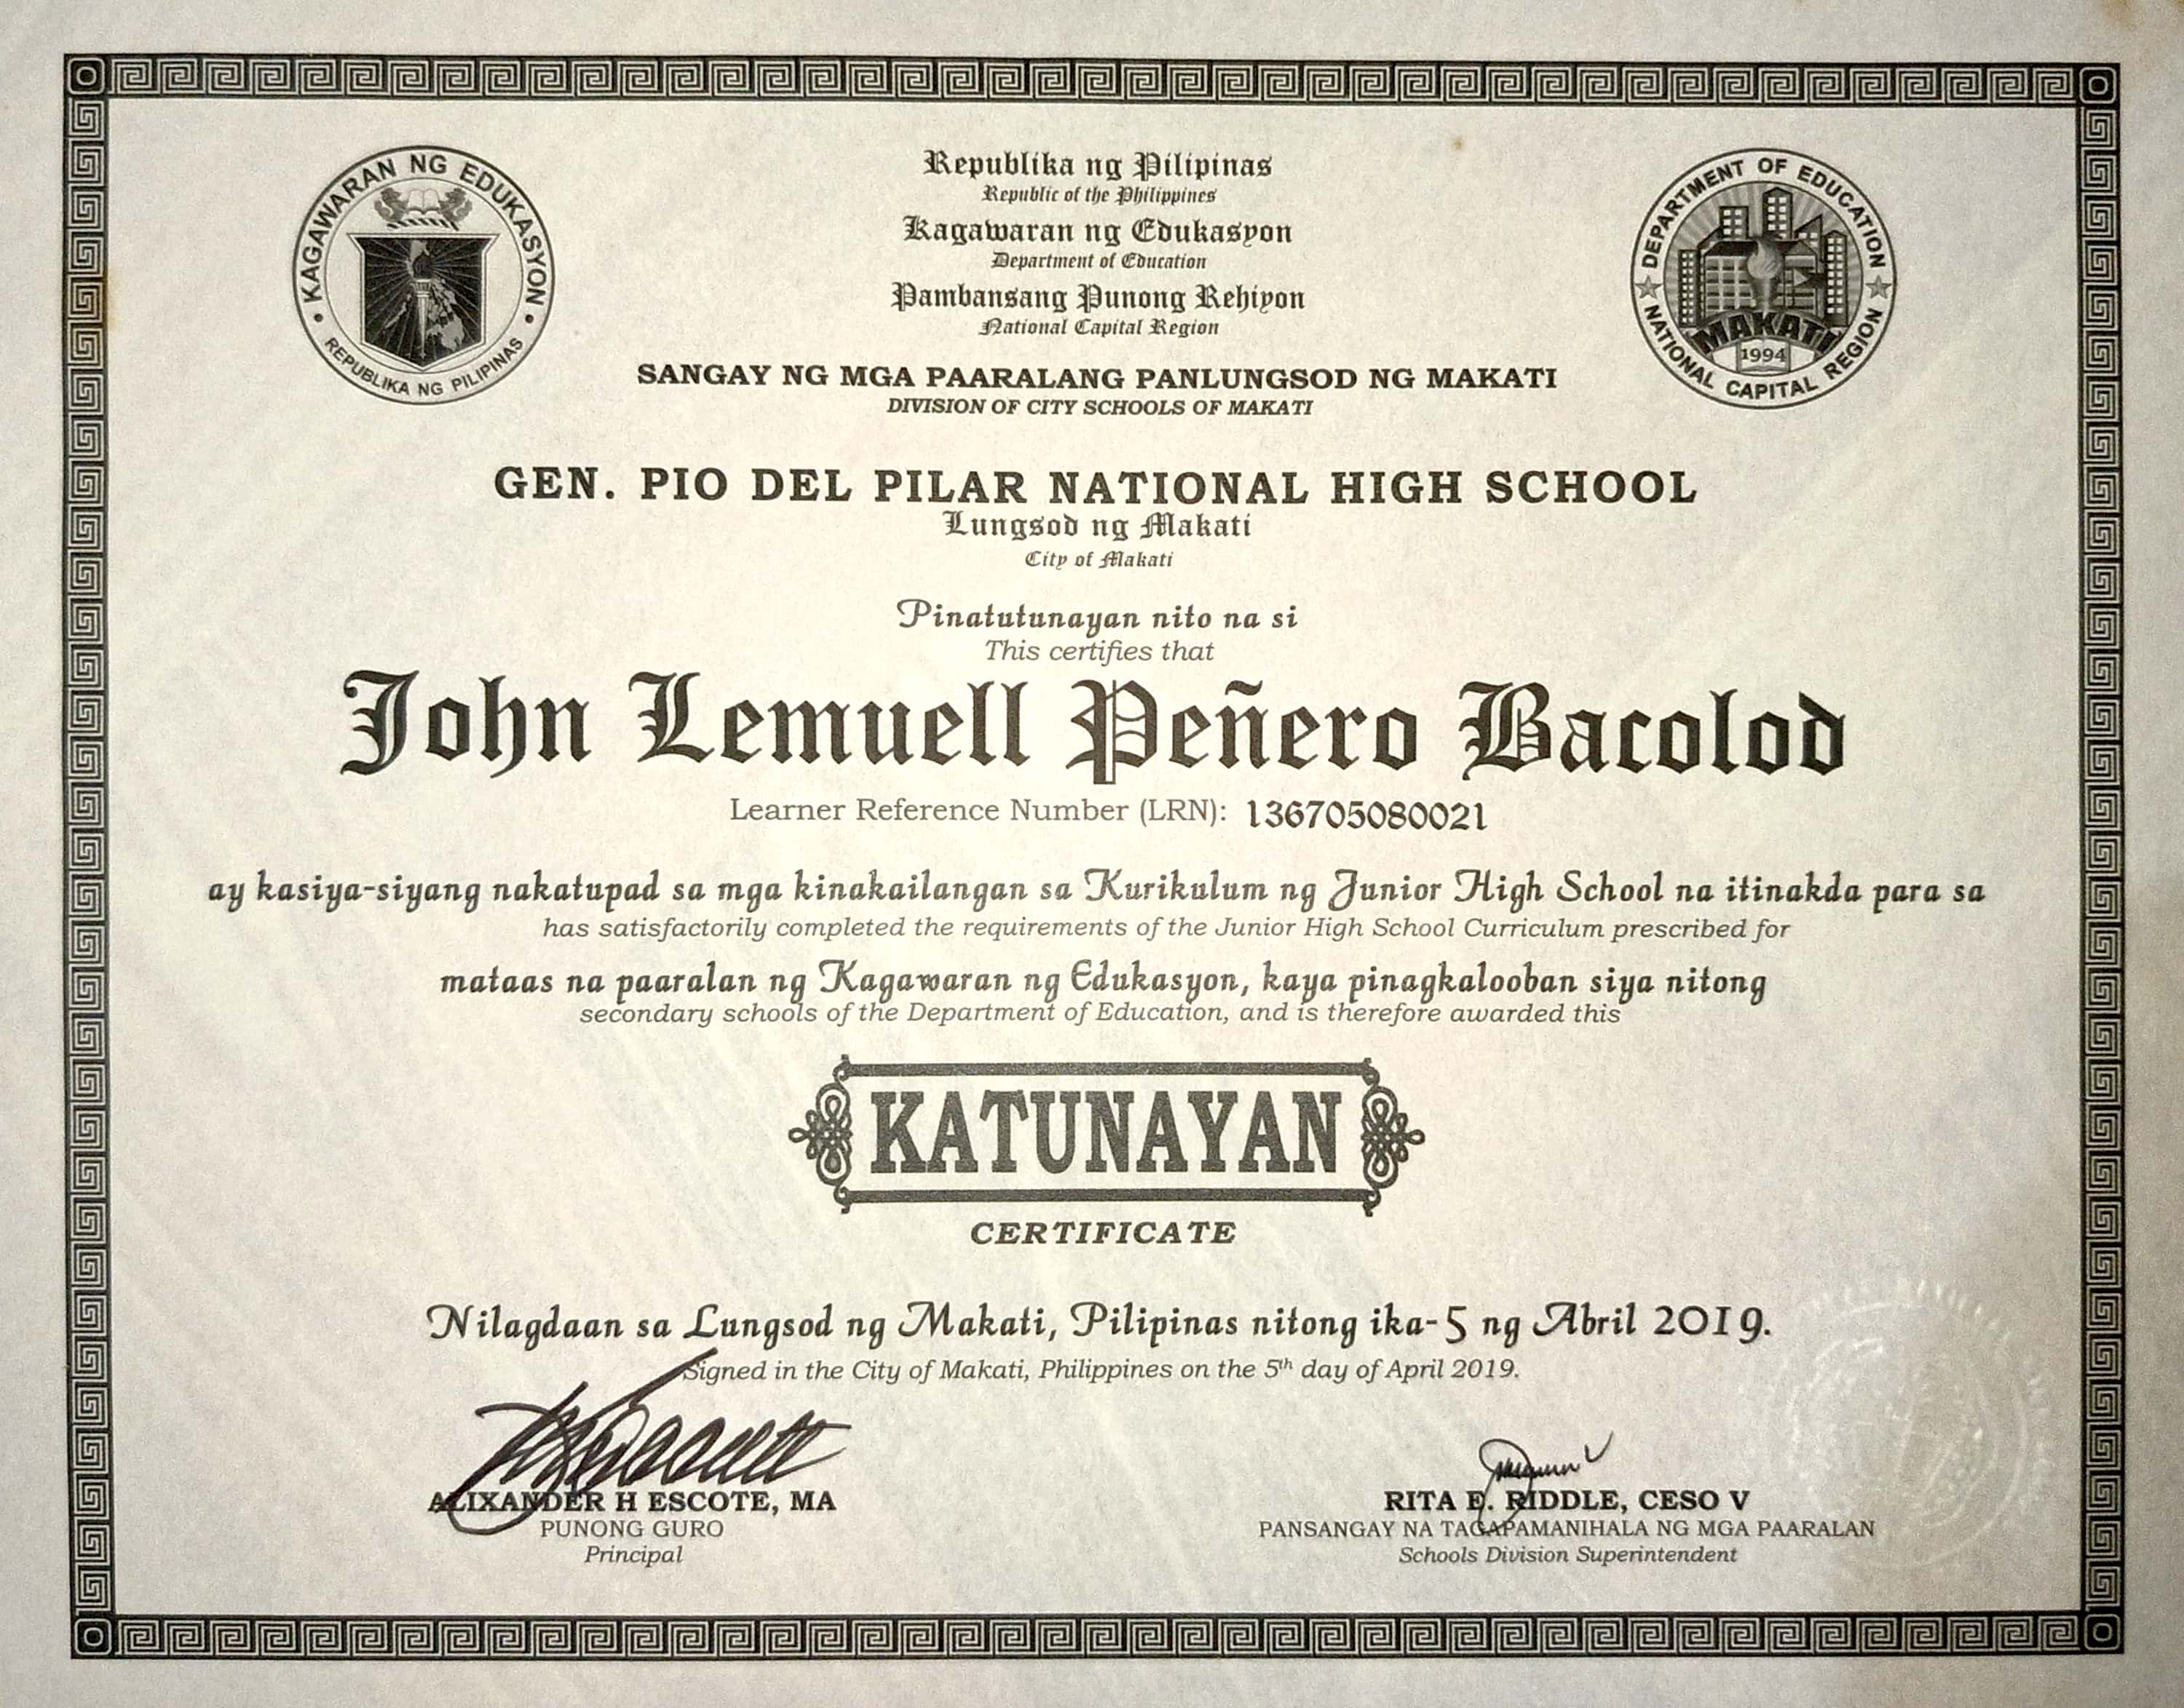 KAGAWARAN NG EDUKASYON
REPUBLIKA NG PILIPINAS
Republika ng Pilipinas
Republic of the Philippines
Kagawaran ng Edukasyon
Department of Education
Pambansang Punong Rehiyon
National Capital Region
SANGAY NG MGA PAARALANG PANLUNGSOD NG MAKATI
DIVISION OF CITY SCHOOLS OF MAKATI
DEPARTMENT OF EDUCATION
MAKATI
1994
NATIONAL CAPITAL REGION
GEN. PIO DEL PILAR NATIONAL HIGH SCHOOL
Lungsod ng Makati
City of Makati
Pinatutunayan nito na si
This certifies that
John Lemuell Peñero Bacolod
Learner Reference Number (LRN): 136705080021
ay kasiya-siyang nakatupad sa mga kinakailangan sa Kurikulum ng Junior High School na itinakda para sa
has satisfactorily completed the requirements of the Junior High School Curriculum prescribed for
mataas na paaralan ng Kagawaran ng Edukasyon, kaya pinagkalooban siya nitong
secondary schools of the Department of Education, and is therefore awarded this
KATUNAYAN
CERTIFICATE
Nilagdaan sa Lungsod ng Makati, Pilipinas nitong ika-5 ng Abril 2019.
Signed in the City of Makati, Philippines on the 5th day of April 2019.
ALIXANDER H ESCOTE, MA
PUNONG GURO
Principal
RITA E. RIDDLE, CESO V
PANSANGAY NA TAGAPAMANIHALA NG MGA PAARALAN
Schools Division Superintendent